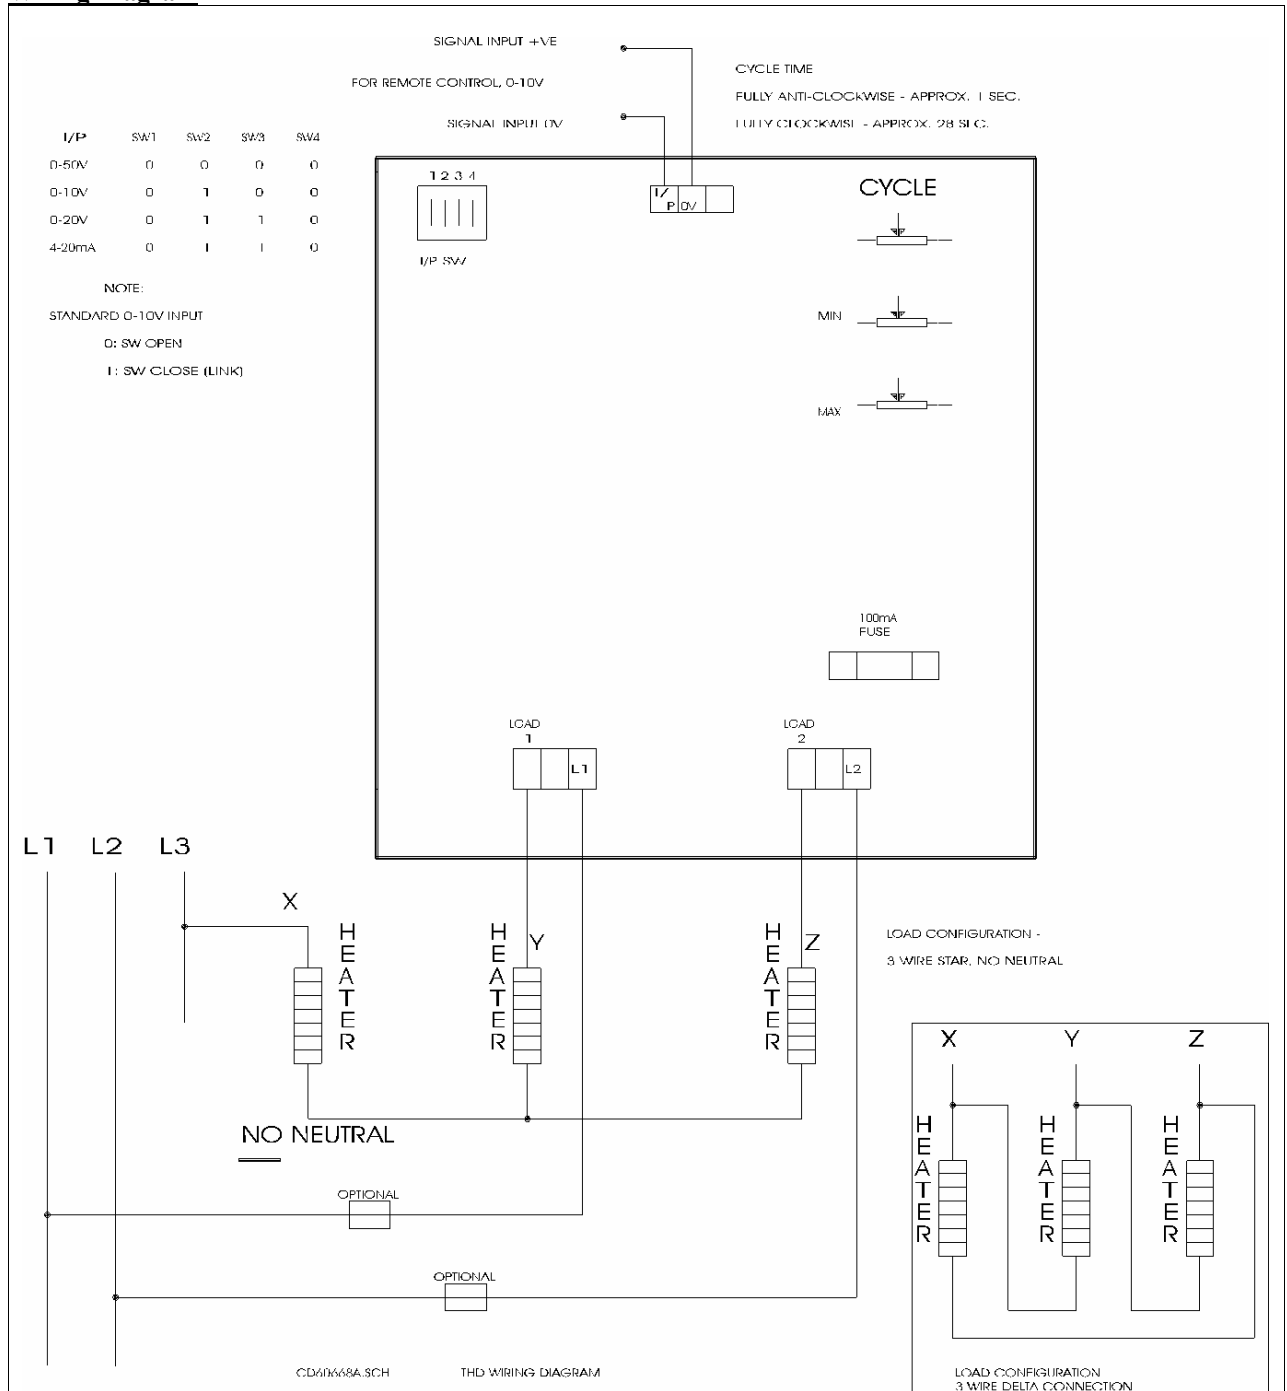 SIGNAL INPUT +VE
FOR REMOTE CONTROL, 0-10V
SIGNAL INPUT 0V
CYCLE TIME
FULLY ANTI-CLOCKWISE - APPROX. 1 SEC.
FULLY CLOCKWISE - APPROX. 28 SEC.
I/P SW1 SW2 SW3 SW4
0-50V 0 0 0 0
0-10V 0 1 0 0
0-20V 0 1 1 0
4-20mA 0 1 1 0
NOTE:
STANDARD 0-10V INPUT
0: SW OPEN
1: SW CLOSE (LINK)
1 2 3 4
I/P SW
I/
P 0V
CYCLE
MIN
MAX
100mA
FUSE
LOAD
1
L1
LOAD
2
L2
L1 L2 L3
X
HEATER
HEATER
Y
HEATER
Z
LOAD CONFIGURATION -
3 WIRE STAR, NO NEUTRAL
NO NEUTRAL
OPTIONAL
OPTIONAL
X Y Z
HEATER
HEATER
HEATER
LOAD CONFIGURATION
3 WIRE DELTA CONNECTION
CD60668A.SCH THD WIRING DIAGRAM